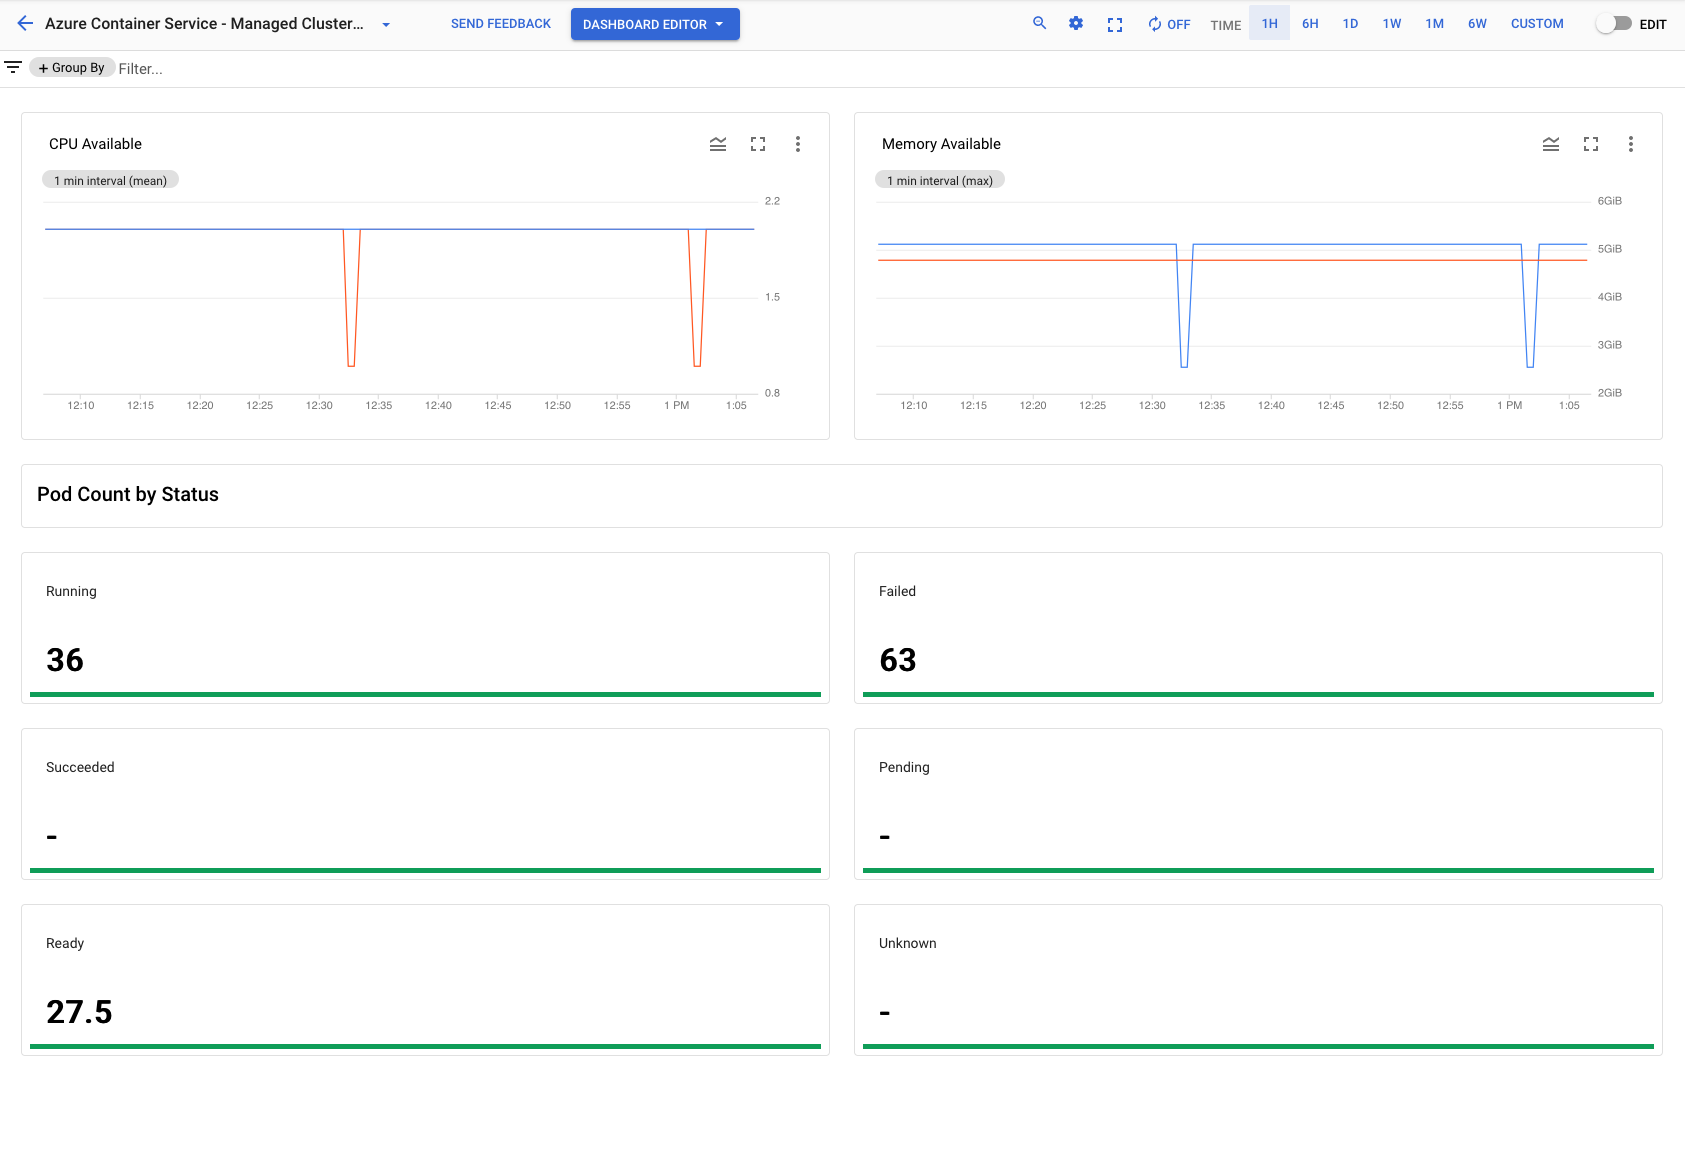 Azure Container Service - Managed Cluster...
SEND FEEDBACK
DASHBOARD EDITOR
OFF
TIME
1H
6H
1D
1W
1M
6W
CUSTOM
EDIT
+ Group By
Filter...
CPU Available
1 min interval (mean)
2.2
1.5
0.8
12:10 12:15 12:20 12:25 12:30 12:35 12:40 12:45 12:50 12:55 1 PM 1:05
Memory Available
1 min interval (max)
6GiB
5GiB
4GiB
3GiB
2GiB
12:10 12:15 12:20 12:25 12:30 12:35 12:40 12:45 12:50 12:55 1 PM 1:05
Pod Count by Status
Running
36
Failed
63
Succeeded
-
Pending
-
Ready
27.5
Unknown
-